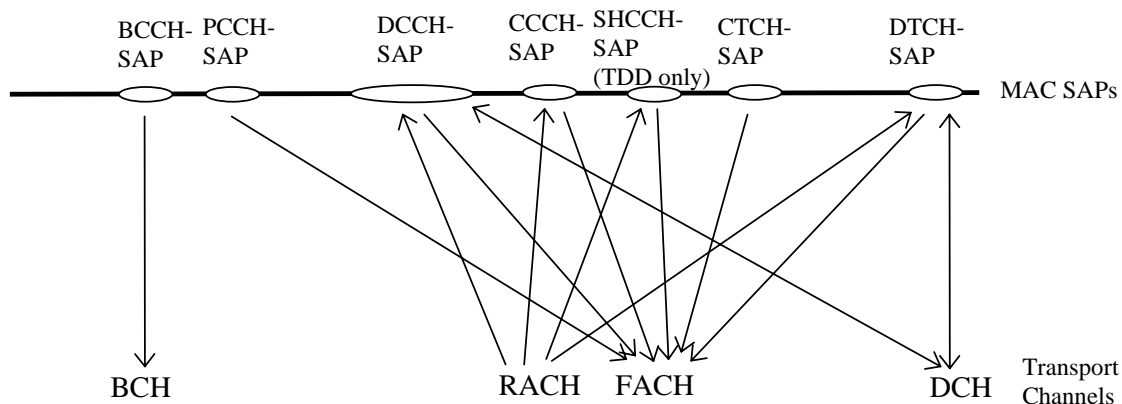 BCCH-
SAP
PCCH-
SAP
DCCH-
SAP
CCCH-
SAP
SHCCH-
SAP
(TDD only)
CTCH-
SAP
DTCH-
SAP
MAC SAPs
BCH
RACH
FACH
DCH
Transport
Channels